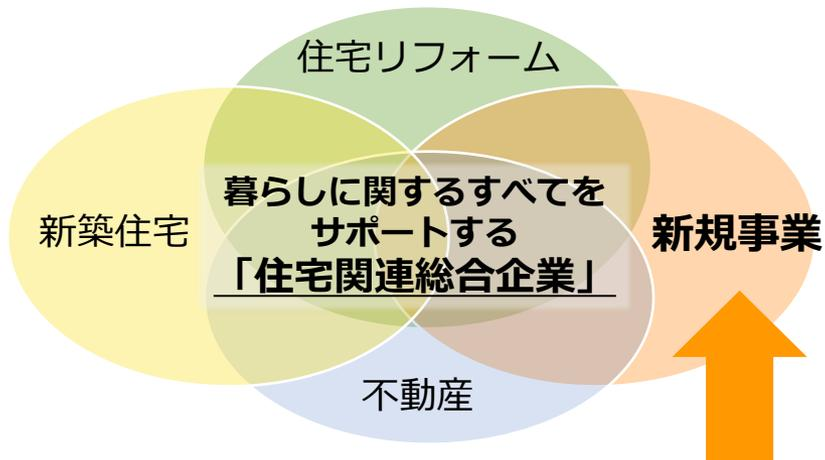 住宅リフォーム
暮らしに関するすべてを
サポートする
「住宅関連総合企業」
新築住宅
新規事業
不動産